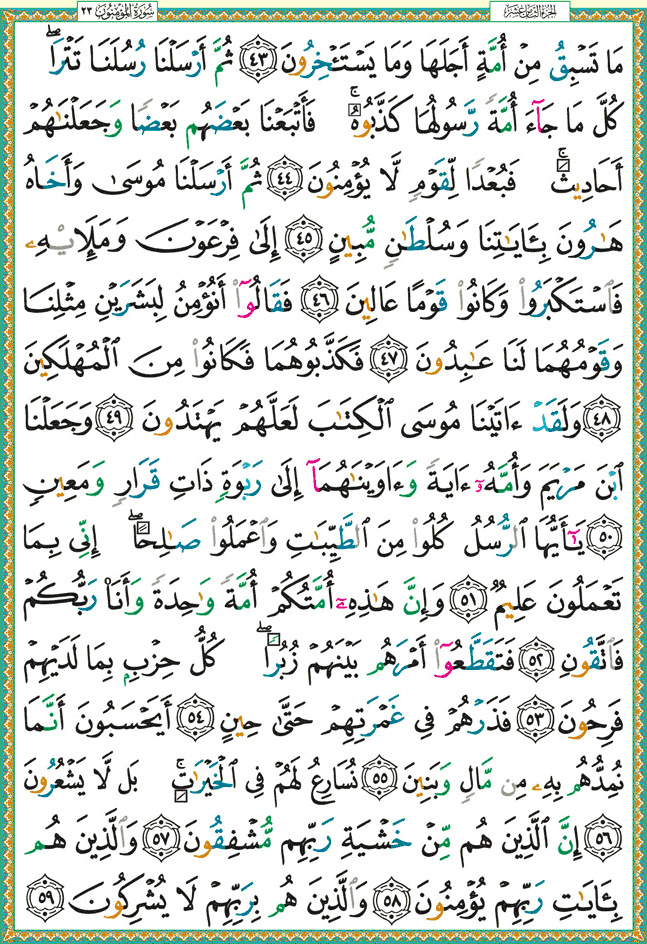 الجزء الثامن عشر
سورة المؤمنون ٢٣
مَا تَسۡبِقُ مِنۡ أُمَّةٍ أَجَلَهَا وَمَا يَسۡتَـٔۡخِرُونَ ٤٣ ثُمَّ أَرۡسَلۡنَا رُسُلَنَا تَتۡرَاۖ
كُلَّ مَا جَآءَ أُمَّةٗ رَّسُولُهَا كَذَّبُوهُۚ فَأَتۡبَعۡنَا بَعۡضَهُم بَعۡضٗا وَجَعَلۡنَٰهُمۡ
أَحَادِيثَۚ فَبُعۡدٗا لِّقَوۡمٖ لَّا يُؤۡمِنُونَ ٤٤ ثُمَّ أَرۡسَلۡنَا مُوسَىٰ وَأَخَاهُ
هَٰرُونَ بِـَٔايَٰتِنَا وَسُلۡطَٰنٖ مُّبِينٍ ٤٥ إِلَىٰ فِرۡعَوۡنَ وَمَلَإِيْهِۦ
فَٱسۡتَكۡبَرُواْ وَكَانُواْ قَوۡمًا عَالِينَ ٤٦ فَقَالُوٓاْ أَنُؤۡمِنُ لِبَشَرَيۡنِ مِثۡلِنَا
وَقَوۡمُهُمَا لَنَا عَٰبِدُونَ ٤٧ فَكَذَّبُوهُمَا فَكَانُواْ مِنَ ٱلۡمُهۡلَكِينَ
٤٨ وَلَقَدۡ ءَاتَيۡنَا مُوسَى ٱلۡكِتَٰبَ لَعَلَّهُمۡ يَهۡتَدُونَ ٤٩ وَجَعَلۡنَا
ٱبۡنَ مَرۡيَمَ وَأُمَّهُۥٓ ءَايَةٗ وَءَاوَيۡنَٰهُمَآ إِلَىٰ رَبۡوَةٖ ذَاتِ قَرَارٖ وَمَعِينٖ
٥٠ يَٰٓأَيُّهَا ٱلرُّسُلُ كُلُواْ مِنَ ٱلطَّيِّبَٰتِ وَٱعۡمَلُواْ صَٰلِحًاۖ إِنِّي بِمَا
تَعۡمَلُونَ عَلِيمٞ ٥١ وَإِنَّ هَٰذِهِۦٓ أُمَّتُكُمۡ أُمَّةٗ وَٰحِدَةٗ وَأَنَا۠ رَبُّكُمۡ
فَٱتَّقُونِ ٥٢ فَتَقَطَّعُوٓاْ أَمۡرَهُم بَيۡنَهُمۡ زُبُرٗاۖ كُلُّ حِزۡبِۭ بِمَا لَدَيۡهِمۡ
فَرِحُونَ ٥٣ فَذَرۡهُمۡ فِي غَمۡرَتِهِمۡ حَتَّىٰ حِينٍ ٥٤ أَيَحۡسَبُونَ أَنَّمَا
نُمِدُّهُم بِهِۦ مِن مَّالٖ وَبَنِينَ ٥٥ نُسَارِعُ لَهُمۡ فِي ٱلۡخَيۡرَٰتِۚ بَل لَّا يَشۡعُرُونَ
٥٦ إِنَّ ٱلَّذِينَ هُم مِّنۡ خَشۡيَةِ رَبِّهِم مُّشۡفِقُونَ ٥٧ وَٱلَّذِينَ هُم
بِـَٔايَٰتِ رَبِّهِمۡ يُؤۡمِنُونَ ٥٨ وَٱلَّذِينَ هُم بِرَبِّهِمۡ لَا يُشۡرِكُونَ ٥٩